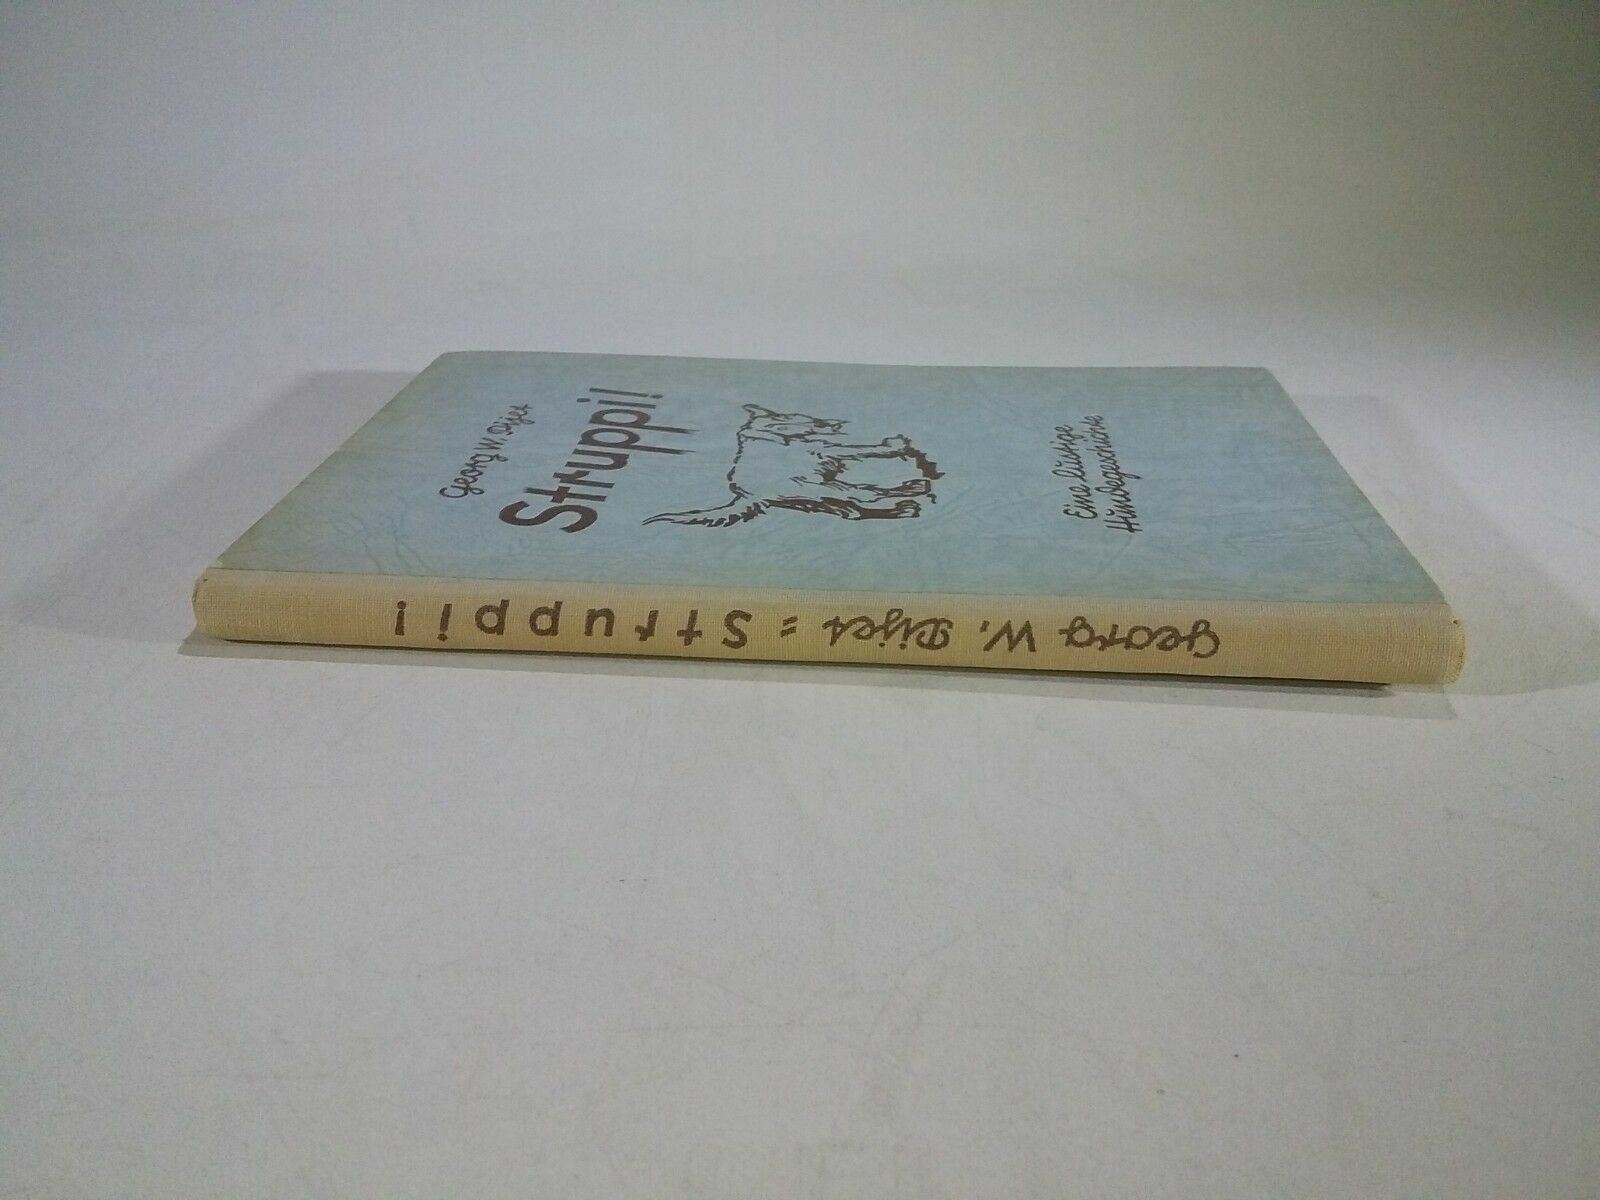 Georg W. Pijet
Struppi!
Eine lustige
Hundegeschichte
Georg W. Pijet = Struppi!